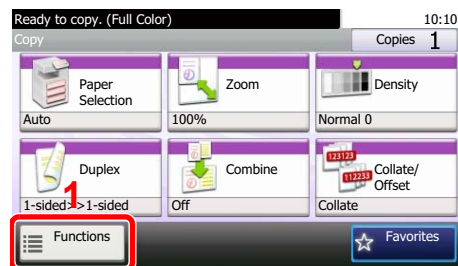 Ready to copy. (Full Color)
10:10
Copy
Copies 1
Paper
Selection
Auto
Zoom
100%
Density
Normal 0
Duplex
1-sided>>1-sided
Combine
Off
123123
112233
Collate/
Offset
Collate
1
Functions
Favorites